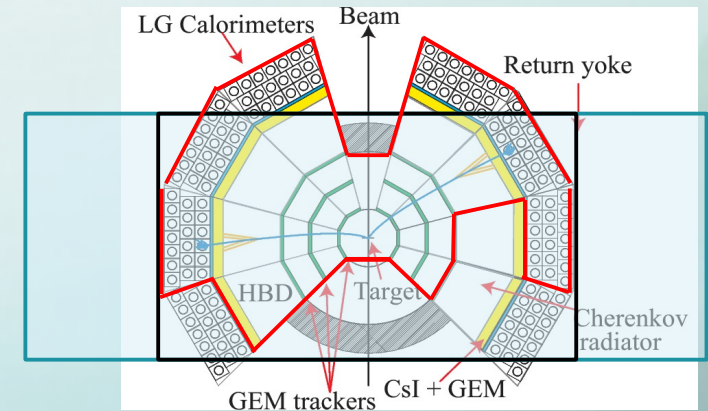 Beam
LG Calorimeters
Return yoke
HBD
Target
Cherenkov
radiator
CsI + GEM
GEM trackers